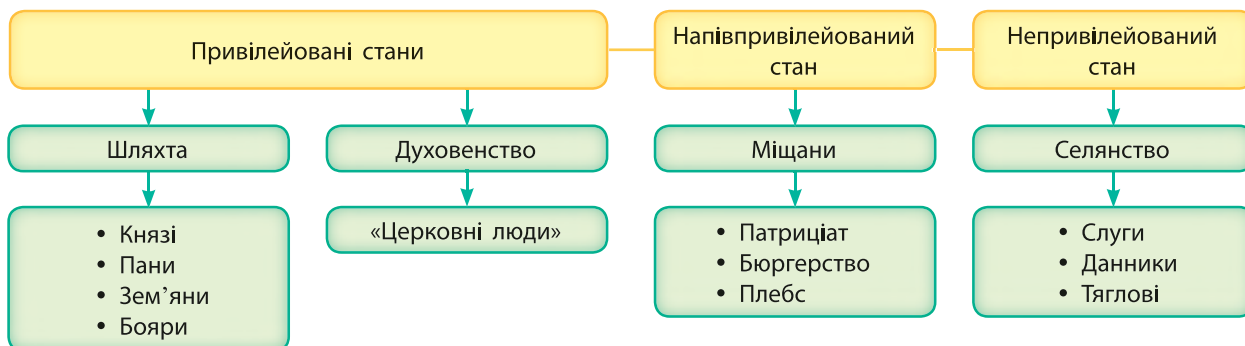 Привілейовані стани
Напівпривілейований
стан
Непривілейований
стан
Шляхта
Духовенство
Міщани
Селянство
• Князі
• Пани
• Зем’яни
• Бояри
«Церковні люди»
• Патриціат
• Бюргерство
• Плебс
• Слуги
• Данники
• Тяглові